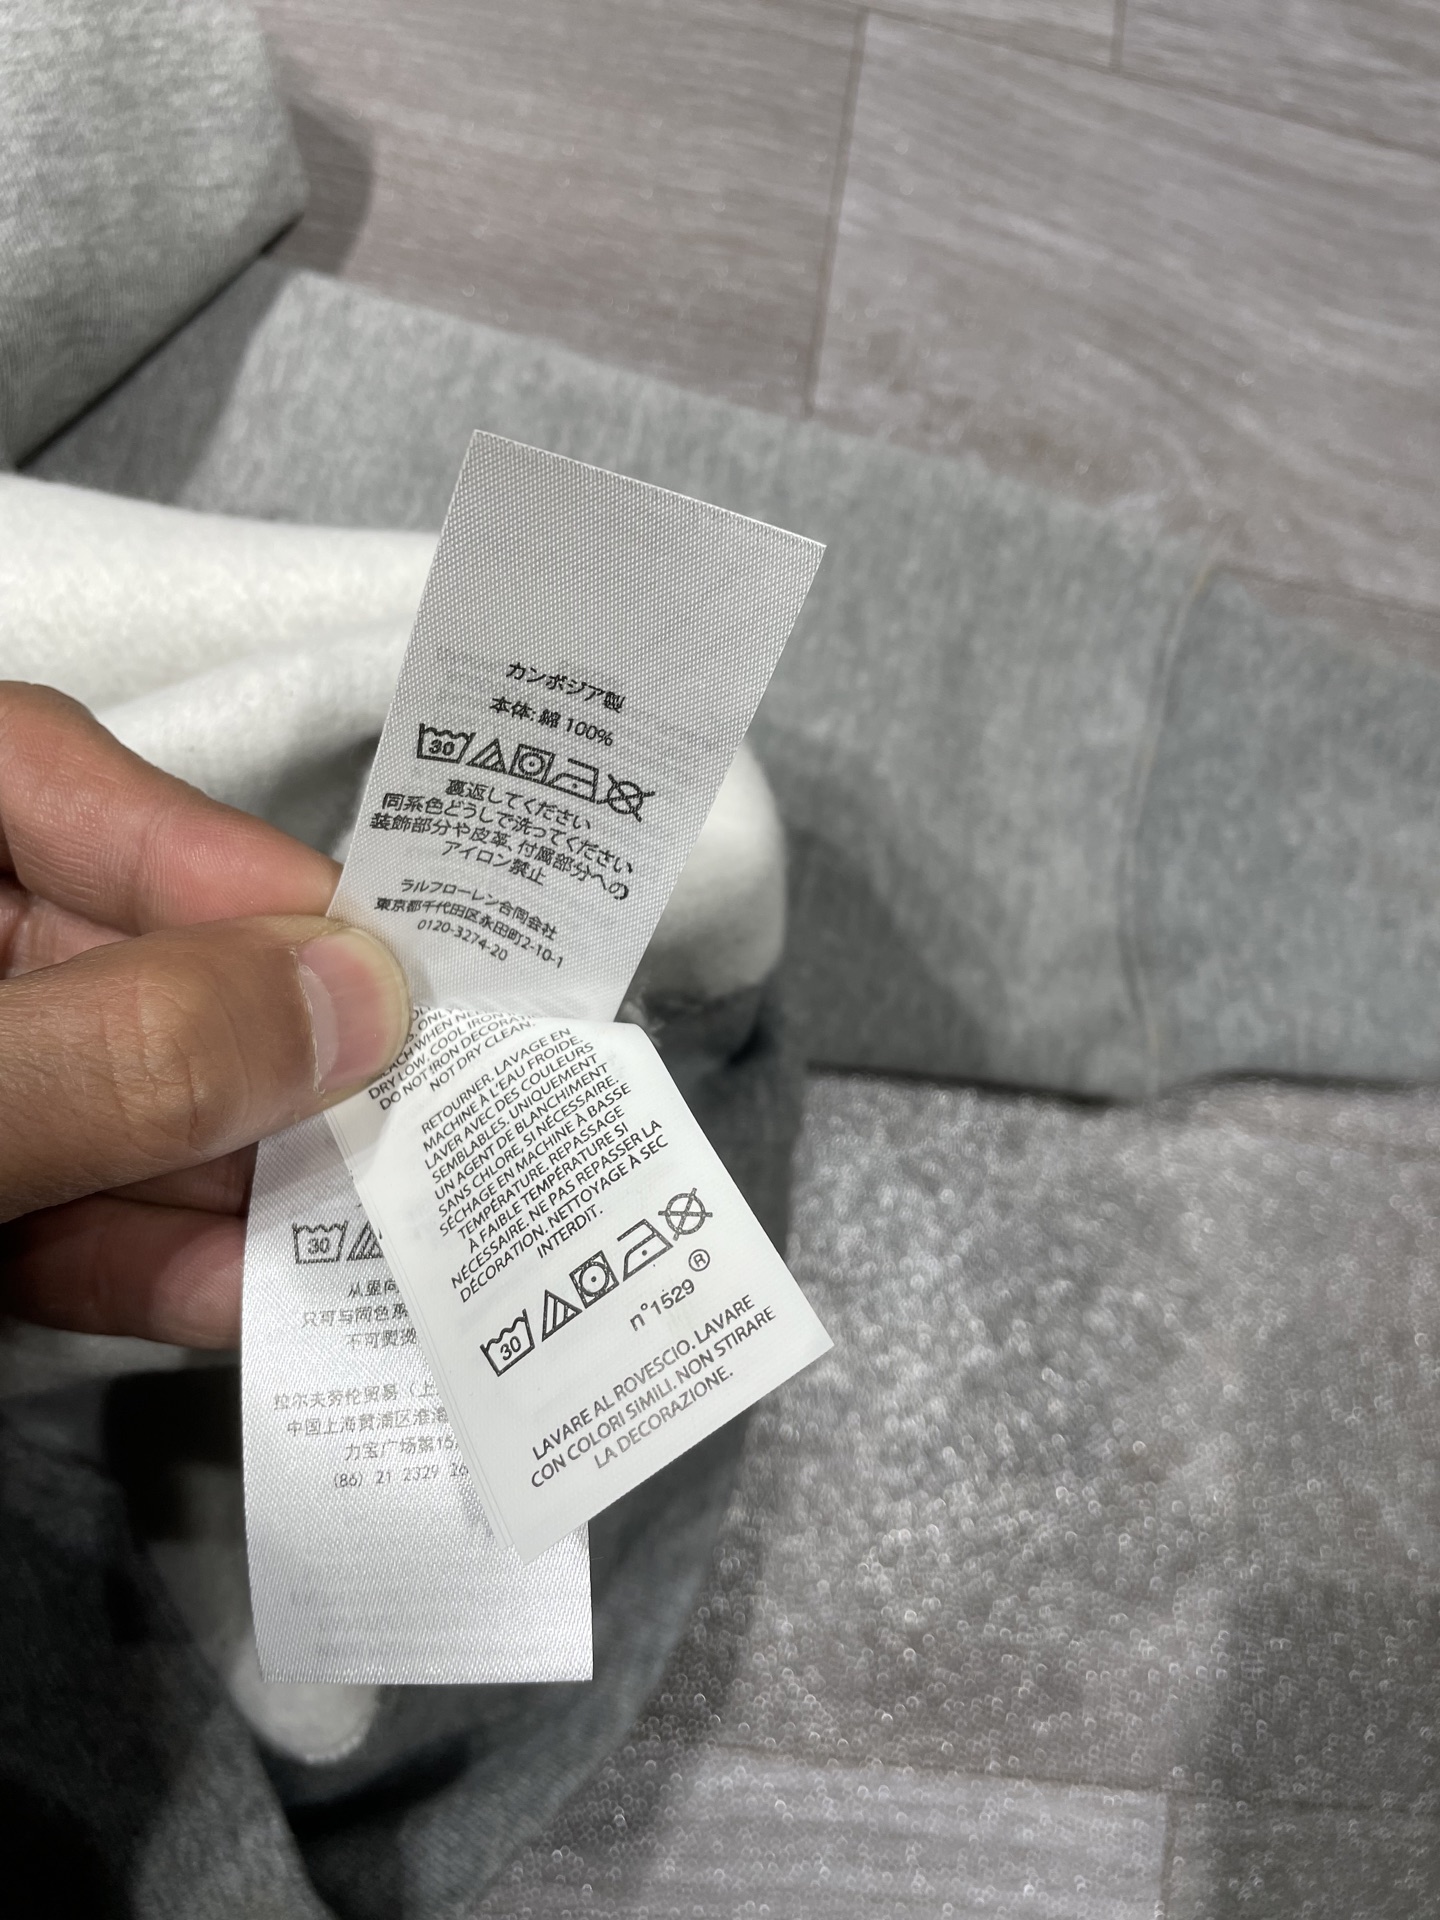 カンボジア製
本体: 綿 100%
30
裏返してください
同系色どうしで洗ってください
装飾部分や皮革、付属部分への
アイロン禁止
ラルフローレン合同会社
東京都千代田区永田町2-10-1
0120-3274-20
DRY LOW. COOL IRON
DO NOT IRON DECORATI
NOT DRY CLEAN.
RETOURNER, LAVAGE EN
MACHINE À L'EAU FROIDE.
LAVER AVEC DES COULEURS
SEMBLABLES. UNIQUEMENT
UN AGENT DE BLANCHIMENT
SANS CHLORE, SI NÉCESSAIRE.
SÉCHAGE EN MACHINE À BASSE
TEMPÉRATURE. REPASSAGE
À FAIBLE TEMPÉRATURE SI
NÉCESSAIRE. NE PAS REPASSER LA
DÉCORATION. NETTOYAGE À SEC
INTERDIT.
30
n°1529 ®
LAVARE AL ROVESCIO. LAVARE
CON COLORI SIMILI. NON STIRARE
LA DECORAZIONE.
30
从里向
只可与同色系
不可熨烫
拉尔夫劳伦贸易（上
中国上海黄浦区淮海
力宝广场第16
(86) 21 2329